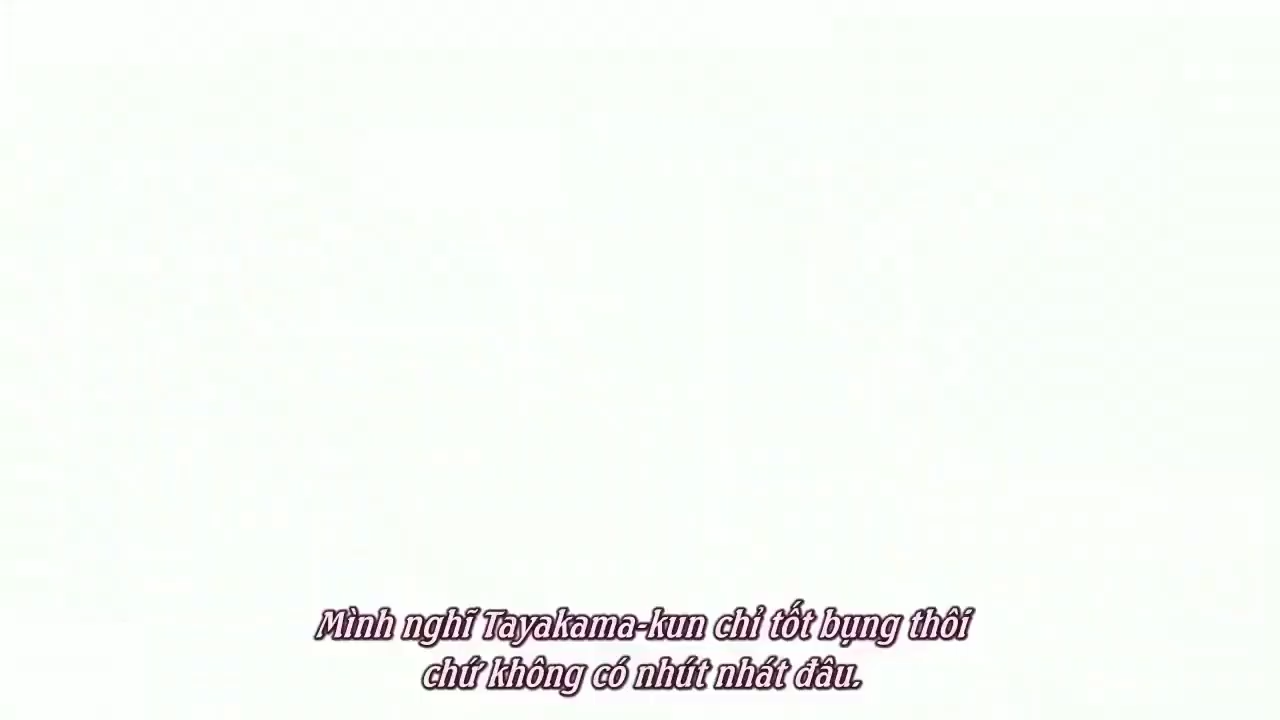 Mình nghĩ Tayakama-kun chỉ tốt bụng thôi
chứ không có nhút nhát đâu.